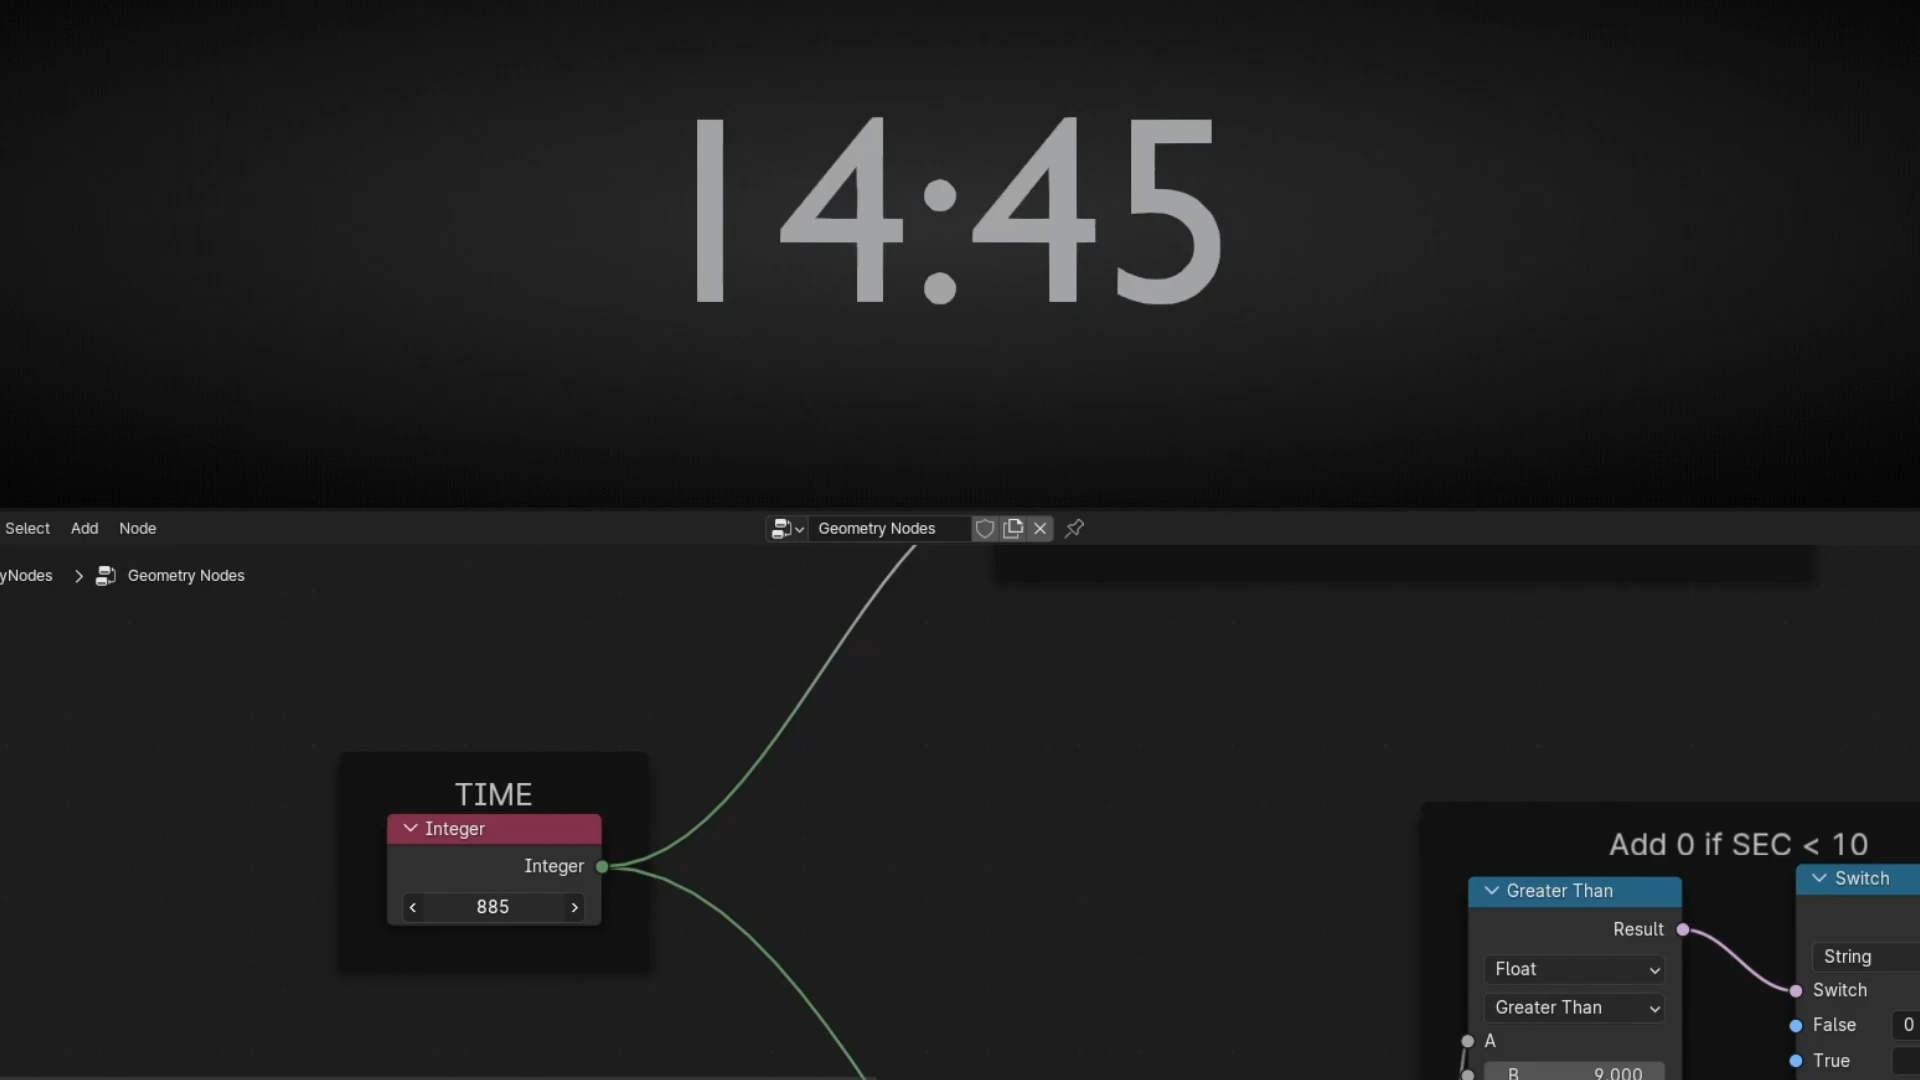 14:45
Select Add Node Geometry Nodes
yNodes > Geometry Nodes
TIME
Integer
Integer
885
Add 0 if SEC < 10
Greater Than
Result
Float
Greater Than
A
B 9.000
Switch
String
Switch
False 0
True